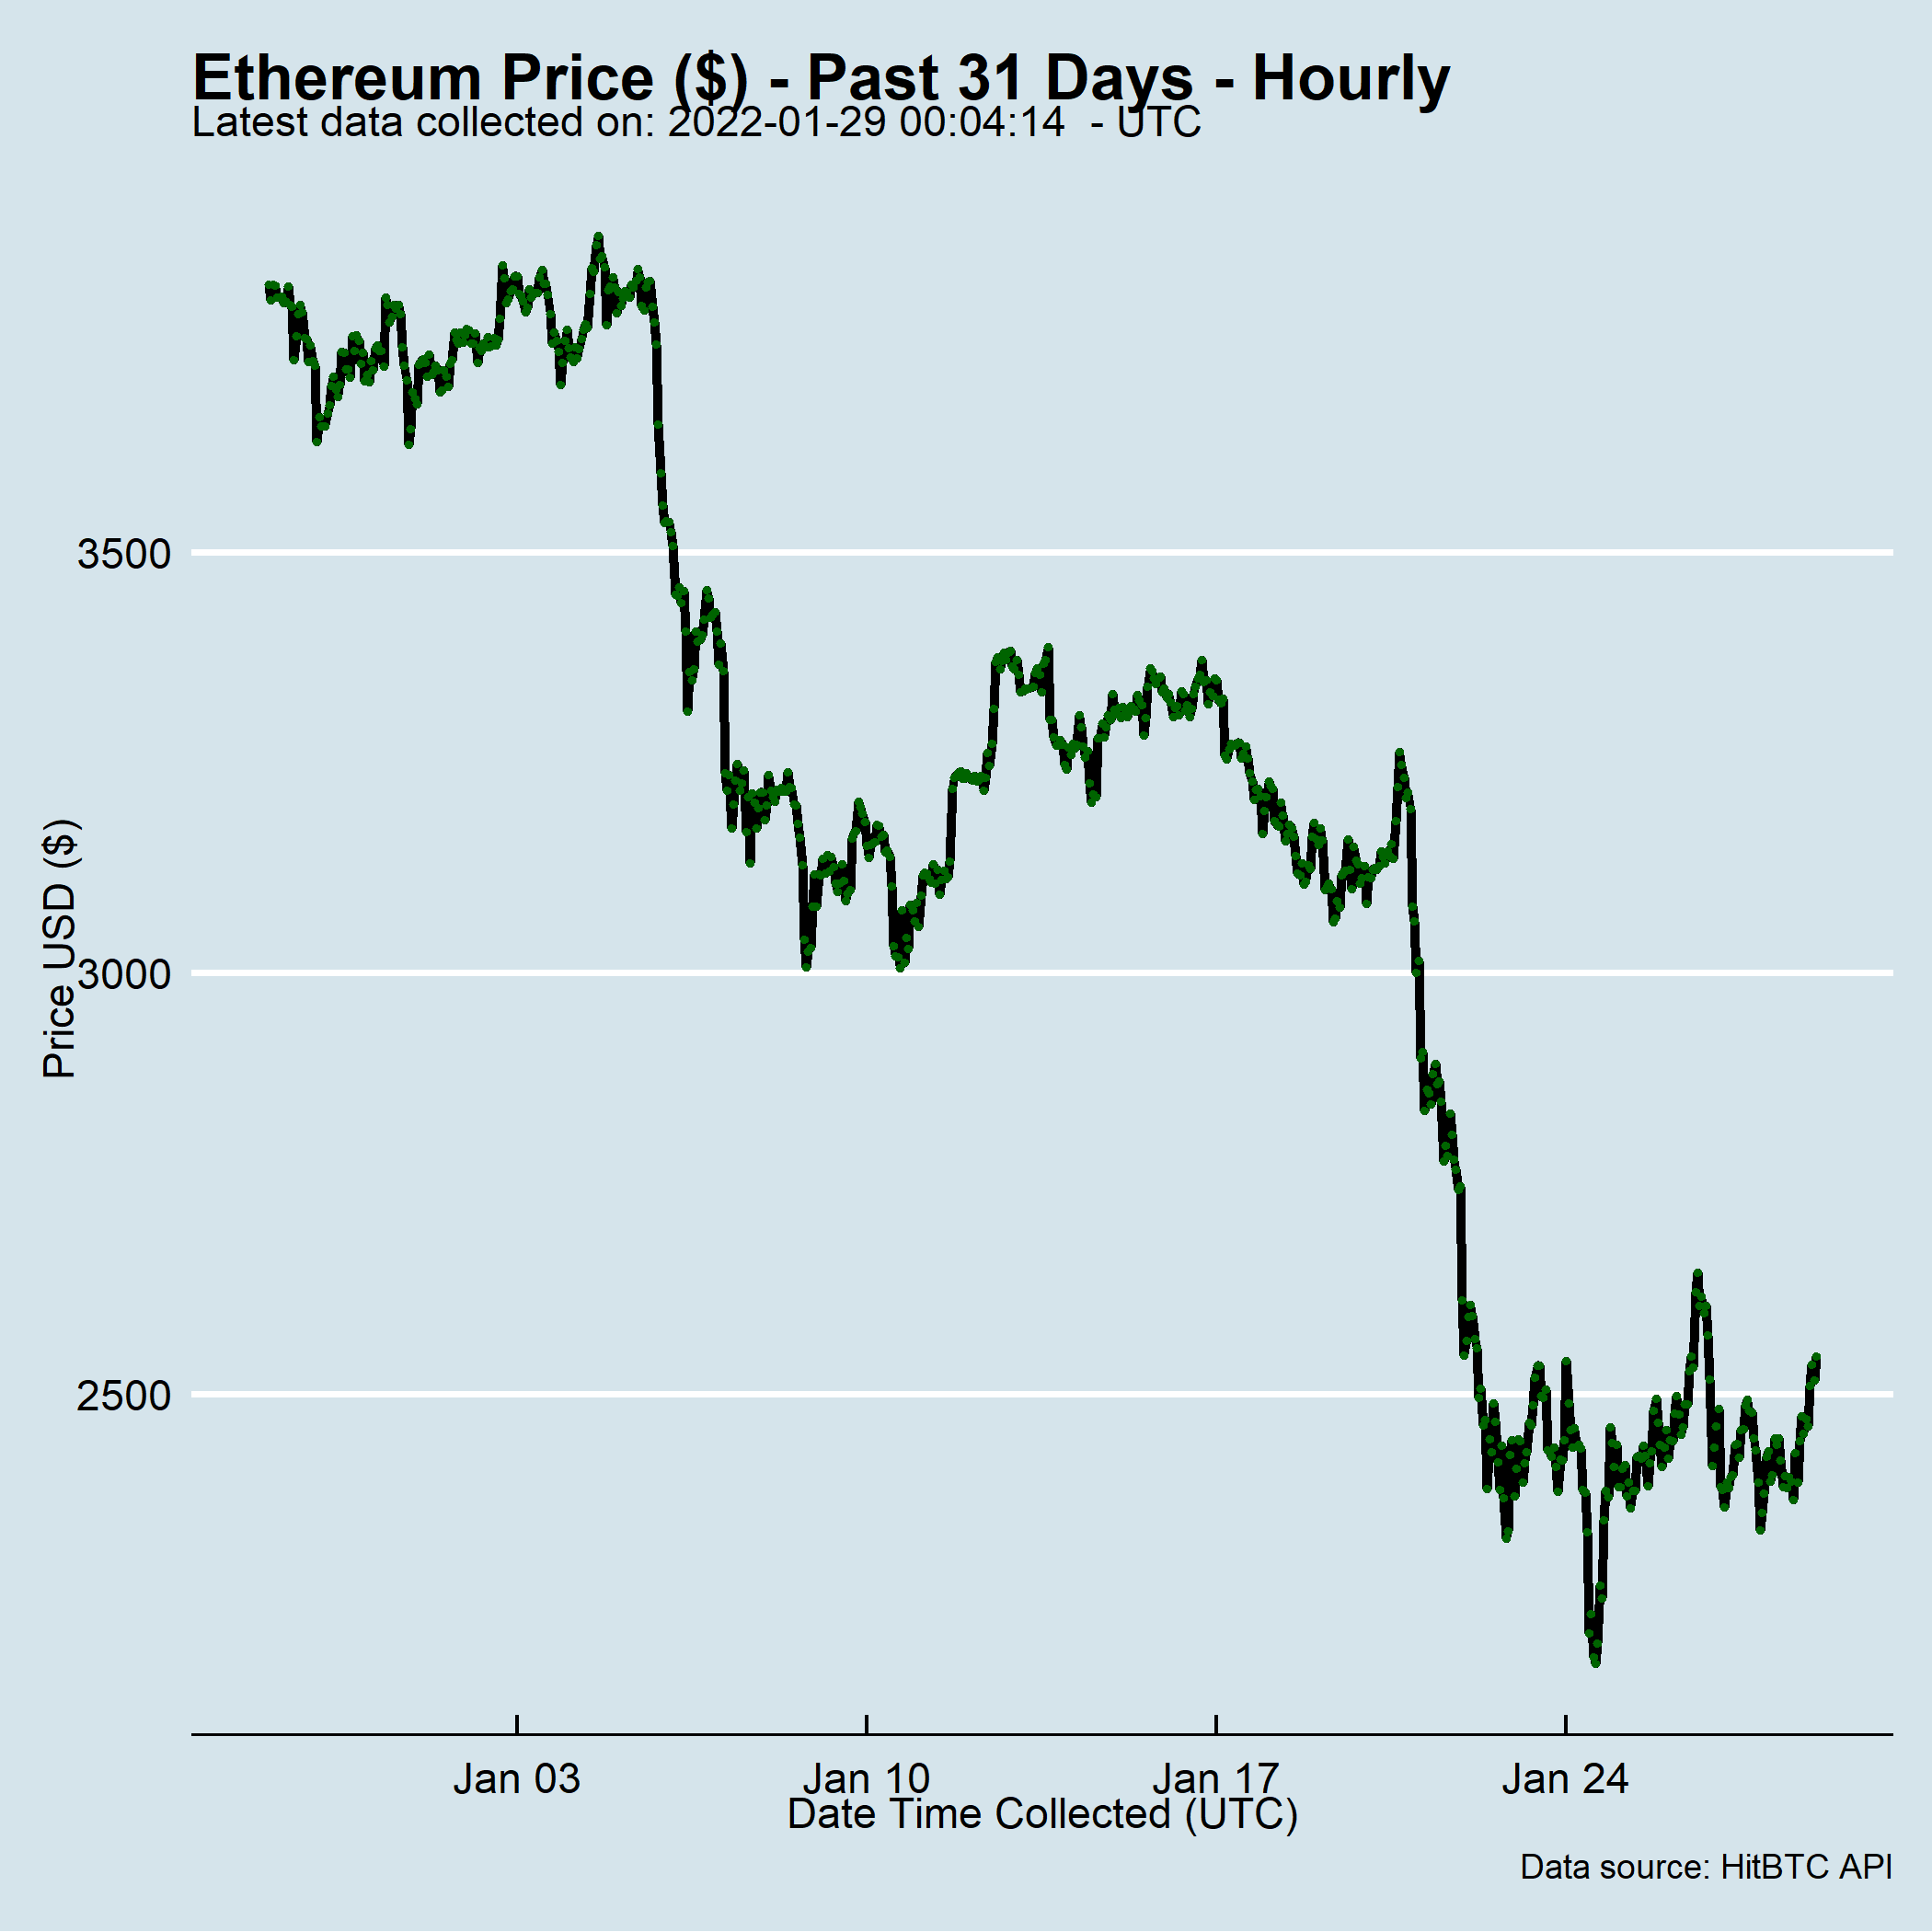 Ethereum Price ($) - Past 31 Days - Hourly
Latest data collected on: 2022-01-29 00:04:14  - UTC
Price USD ($)
3500
3000
2500
Jan 03 Jan 10 Jan 17 Jan 24
Date Time Collected (UTC)
Data source: HitBTC API